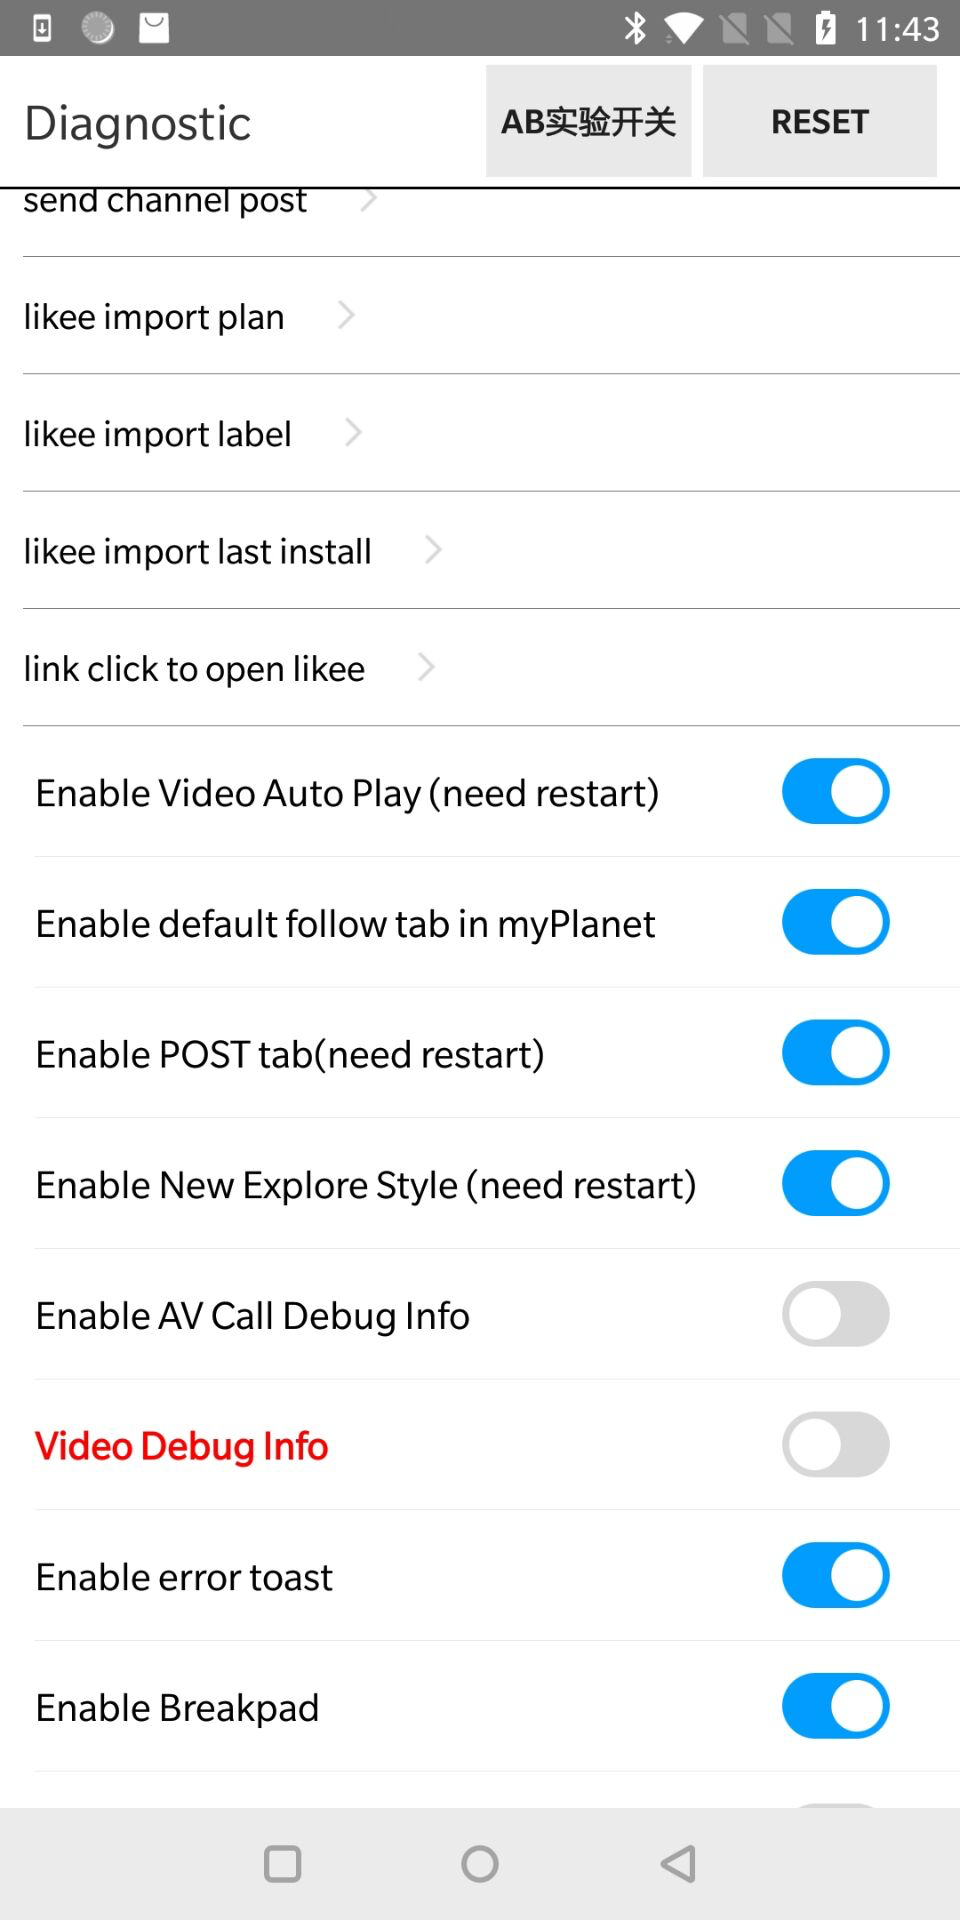 11:43
Diagnostic
AB实验开关
RESET
send channel post
likee import plan
likee import label
likee import last install
link click to open likee
Enable Video Auto Play (need restart)
Enable default follow tab in myPlanet
Enable POST tab(need restart)
Enable New Explore Style (need restart)
Enable AV Call Debug Info
Video Debug Info
Enable error toast
Enable Breakpad